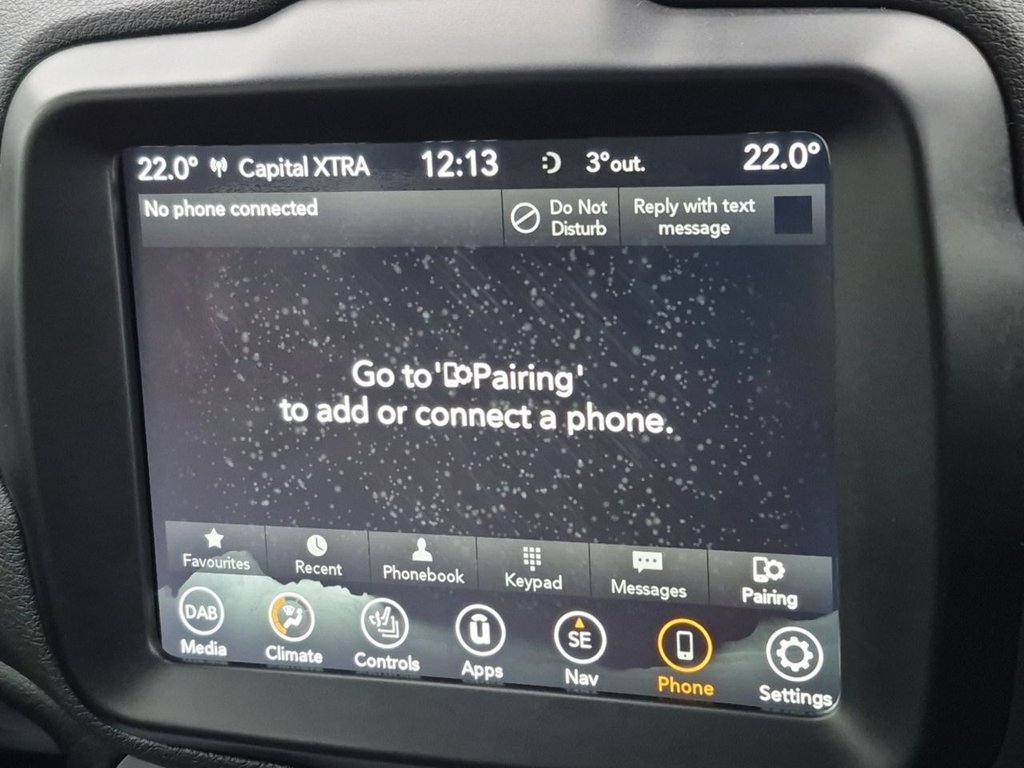 22.0° Capital XTRA 12:13 3°out. 22.0°
No phone connected
Do Not
Disturb
Reply with text
message
Go to 'Pairing'
to add or connect a phone.
Favourites Recent Phonebook Keypad Messages Pairing
DAB ū SE
Media Climate Controls Apps Nav Phone Settings